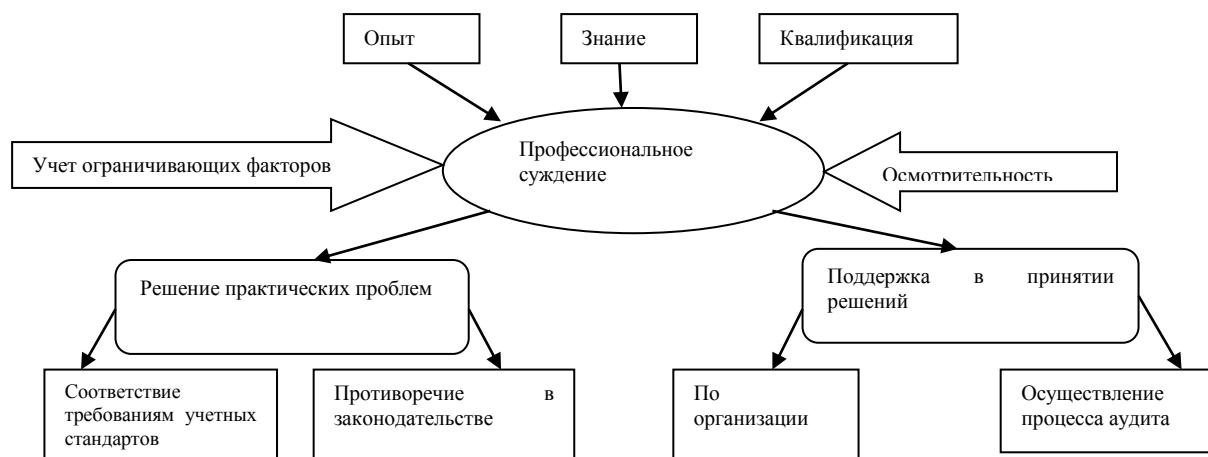 Опыт
Знание
Квалификация
Учет ограничивающих факторов
Профессиональное
суждение
Осмотрительность
Решение практических проблем
Поддержка в принятии
решений
Соответствие
требованиям учетных
стандартов
Противоречие в
законодательстве
По
организации
Осуществление
процесса аудита